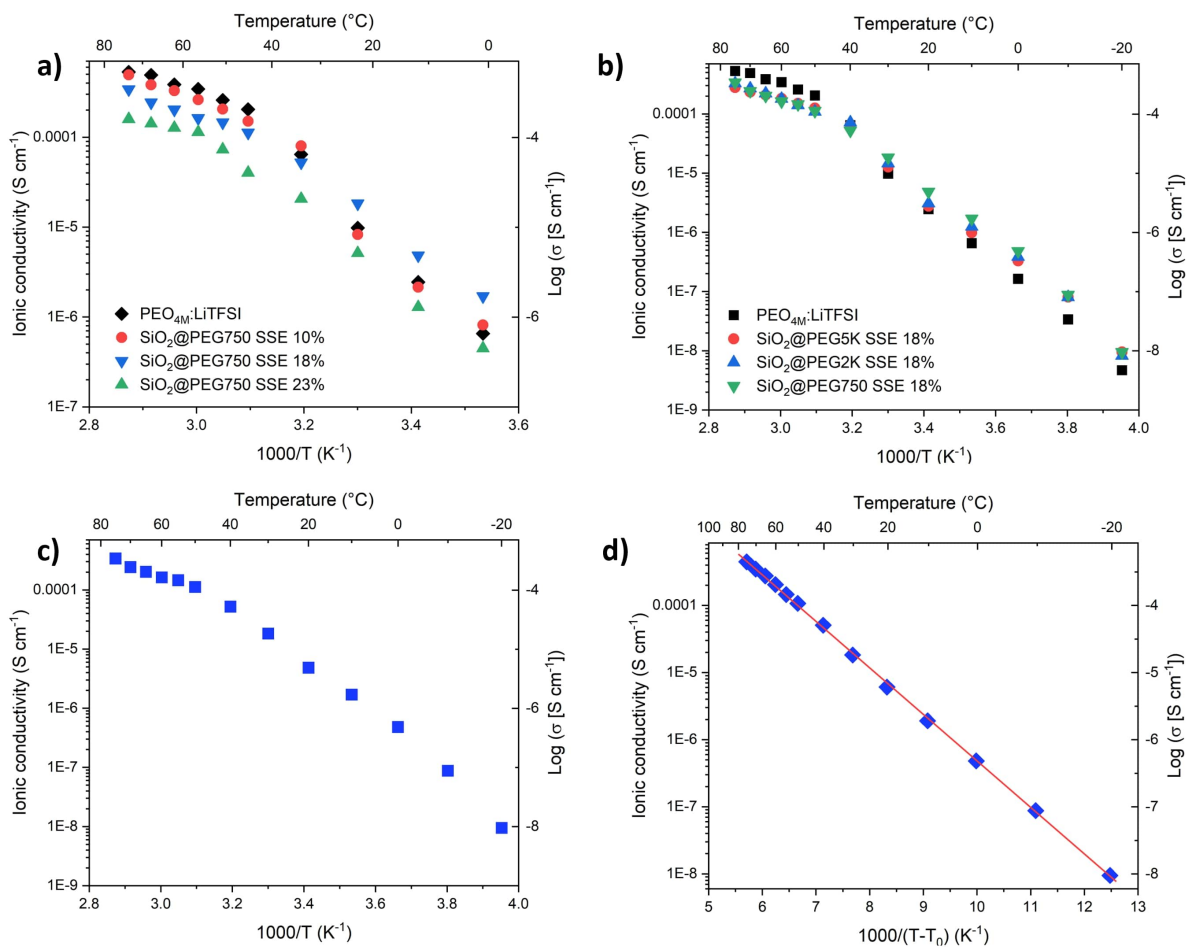 a)
Temperature (°C)
80 60 40 20 0
Ionic conductivity (S cm⁻¹)
0.0001
1E-5
1E-6
1E-7
-4
-6
Log (σ [S cm⁻¹])
PEO₄M:LiTFSI
SiO₂@PEG750 SSE 10%
SiO₂@PEG750 SSE 18%
SiO₂@PEG750 SSE 23%
2.8 3.0 3.2 3.4 3.6
1000/T (K⁻¹)
b)
Temperature (°C)
80 60 40 20 0 -20
Ionic conductivity (S cm⁻¹)
0.0001
1E-5
1E-6
1E-7
1E-8
1E-9
-4
-6
-8
Log (σ [S cm⁻¹])
PEO₄M:LiTFSI
SiO₂@PEG5K SSE 18%
SiO₂@PEG2K SSE 18%
SiO₂@PEG750 SSE 18%
2.8 3.0 3.2 3.4 3.6 3.8 4.0
1000/T (K⁻¹)
c)
Temperature (°C)
80 60 40 20 0 -20
Ionic conductivity (S cm⁻¹)
0.0001
1E-5
1E-6
1E-7
1E-8
1E-9
-4
-6
-8
Log (σ [S cm⁻¹])
2.8 3.0 3.2 3.4 3.6 3.8 4.0
1000/T (K⁻¹)
d)
Temperature (°C)
100 80 60 40 20 0 -20
Ionic conductivity (S cm⁻¹)
0.0001
1E-5
1E-6
1E-7
1E-8
-4
-5
-6
-7
-8
Log (σ [S cm⁻¹])
5 6 7 8 9 10 11 12 13
1000/(T-T₀) (K⁻¹)